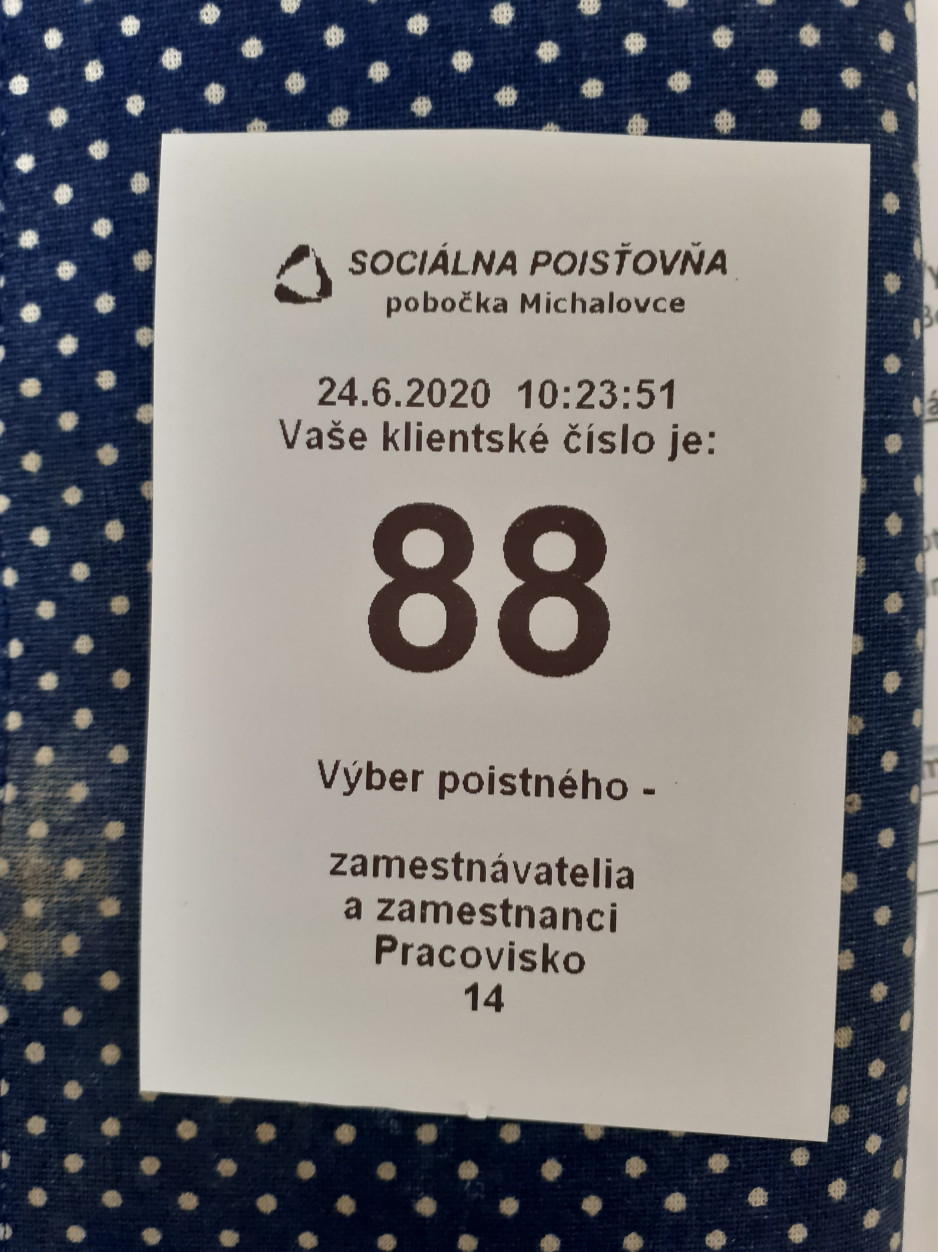 SOCIÁLNA POISŤOVŇA
pobočka Michalovce
24.6.2020 10:23:51
Vaše klientské číslo je:
88
Výber poistného -
zamestnávatelia
a zamestnanci
Pracovisko
14